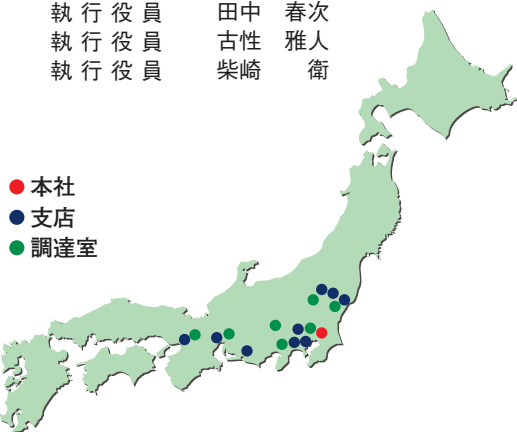 執行役員 田中 春次
執行役員 古性 雅人
執行役員 柴崎 衛
本社
支店
調達室